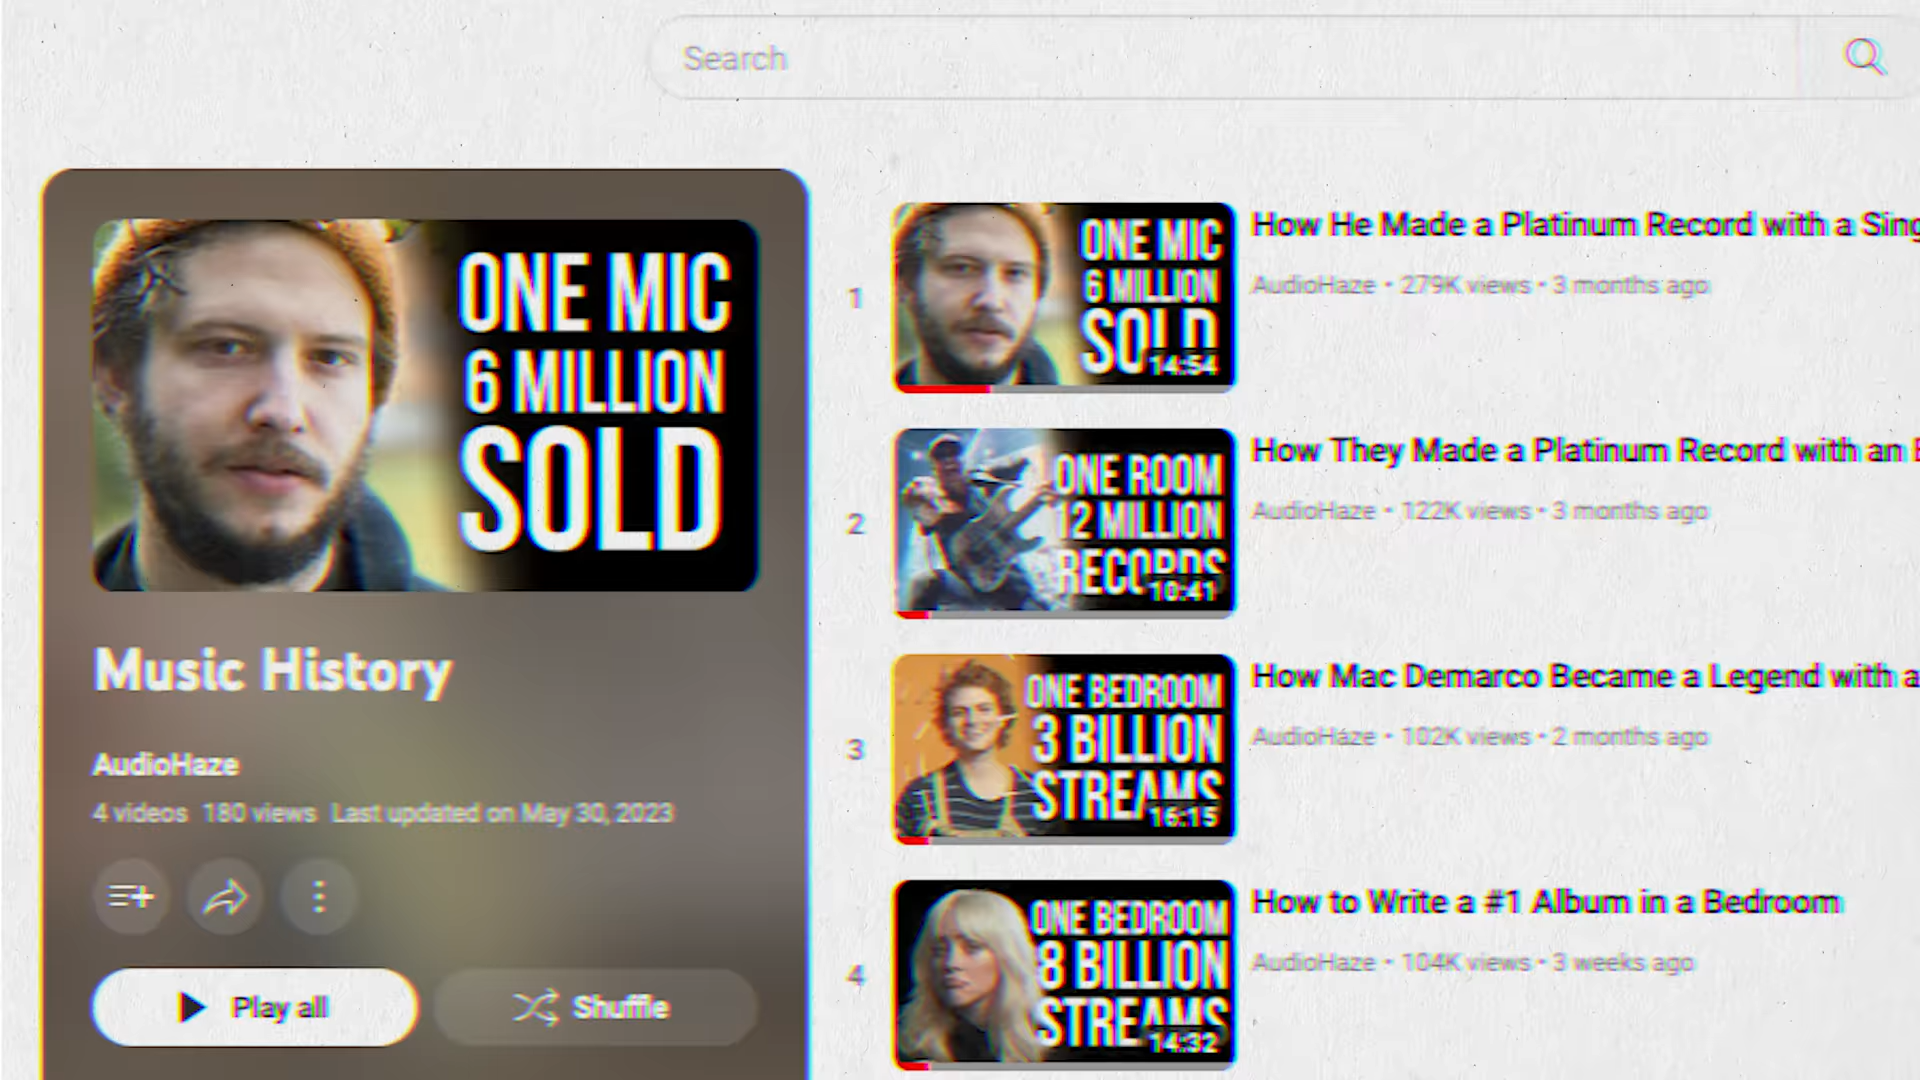 Search
ONE MIC
6 MILLION
SOLD
Music History
AudioHaze
4 videos 180 views Last updated on May 30, 2023
Play all
Shuffle
1
ONE MIC
6 MILLION
SOLD
14:54
How He Made a Platinum Record with a Sing
AudioHaze • 279K views • 3 months ago
2
ONE ROOM
12 MILLION
RECORDS
10:41
How They Made a Platinum Record with an
AudioHaze • 122K views • 3 months ago
3
ONE BEDROOM
3 BILLION
STREAMS
16:15
How Mac Demarco Became a Legend with a
AudioHaze • 102K views • 2 months ago
4
ONE BEDROOM
8 BILLION
STREAMS
14:32
How to Write a #1 Album in a Bedroom
AudioHaze • 104K views • 3 weeks ago